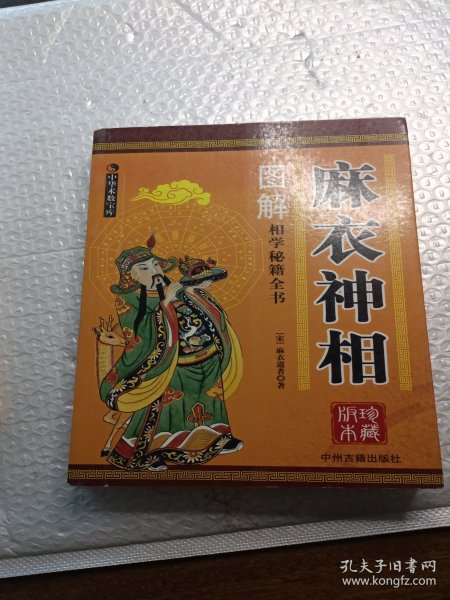 中华术数宝库
麻衣神相
图解
相学秘籍全书
[宋]麻衣道者◎著
珍藏
版本
中州古籍出版社
孔夫子旧书网
www.kongfz.com